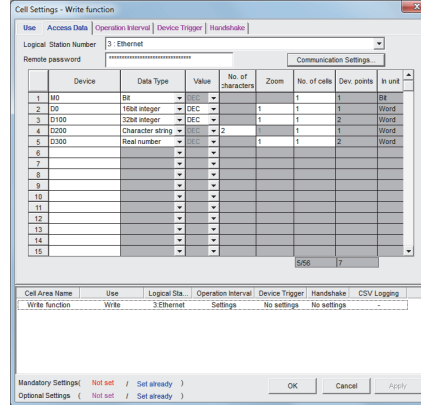 Cell Settings - Write function
Use Access Data Operation Interval Device Trigger Handshake
Logical Station Number 3 : Ethernet
Remote password ********************************
Communication Settings...
Device Data Type Value No. of characters Zoom No. of cells Dev. points In unit
1 M0 Bit DEC 1 1 Bit
2 D0 16bit integer DEC 1 1 1 Word
3 D100 32bit integer DEC 1 1 2 Word
4 D200 Character string DEC 2 1 1 1 Word
5 D300 Real number DEC 1 1 2 Word
6
7
8
9
10
11
12
13
14
15
5/56 7
Cell Area Name Use Logical Sta... Operation Interval Device Trigger Handshake CSV Logging
Write function Write 3:Ethernet Settings No settings No settings -
Mandatory Settings( Not set / Set already )
Optional Settings ( Not set / Set already )
OK Cancel Apply